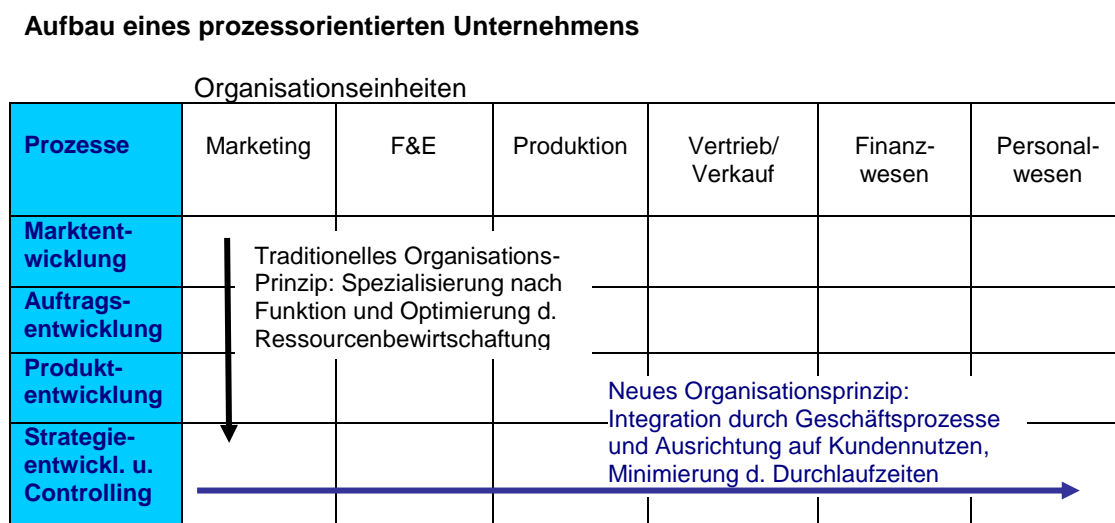 Aufbau eines prozessorientierten Unternehmens
Organisationseinheiten
Prozesse
Marketing
F&E
Produktion
Vertrieb/
Verkauf
Finanz-
wesen
Personal-
wesen
Marktent-
wicklung
Traditionelles Organisations-
Prinzip: Spezialisierung nach
Funktion und Optimierung d.
Ressourcenbewirtschaftung
Auftrags-
entwicklung
Produkt-
entwicklung
Neues Organisationsprinzip:
Integration durch Geschäftsprozesse
und Ausrichtung auf Kundennutzen,
Minimierung d. Durchlaufzeiten
Strategie-
entwickl. u.
Controlling